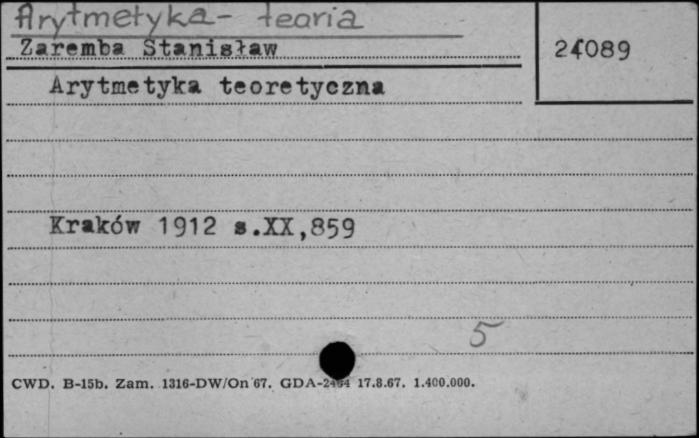 Arytmetyka - teoria
Zaremba Stanisław
24089
Arytmetyka teoretyczna
Kraków 1912 s.XX,859
5
CWD. B-15b. Zam. 1316-DW/On 67. GDA-2464 17.8.67. 1.400.000.